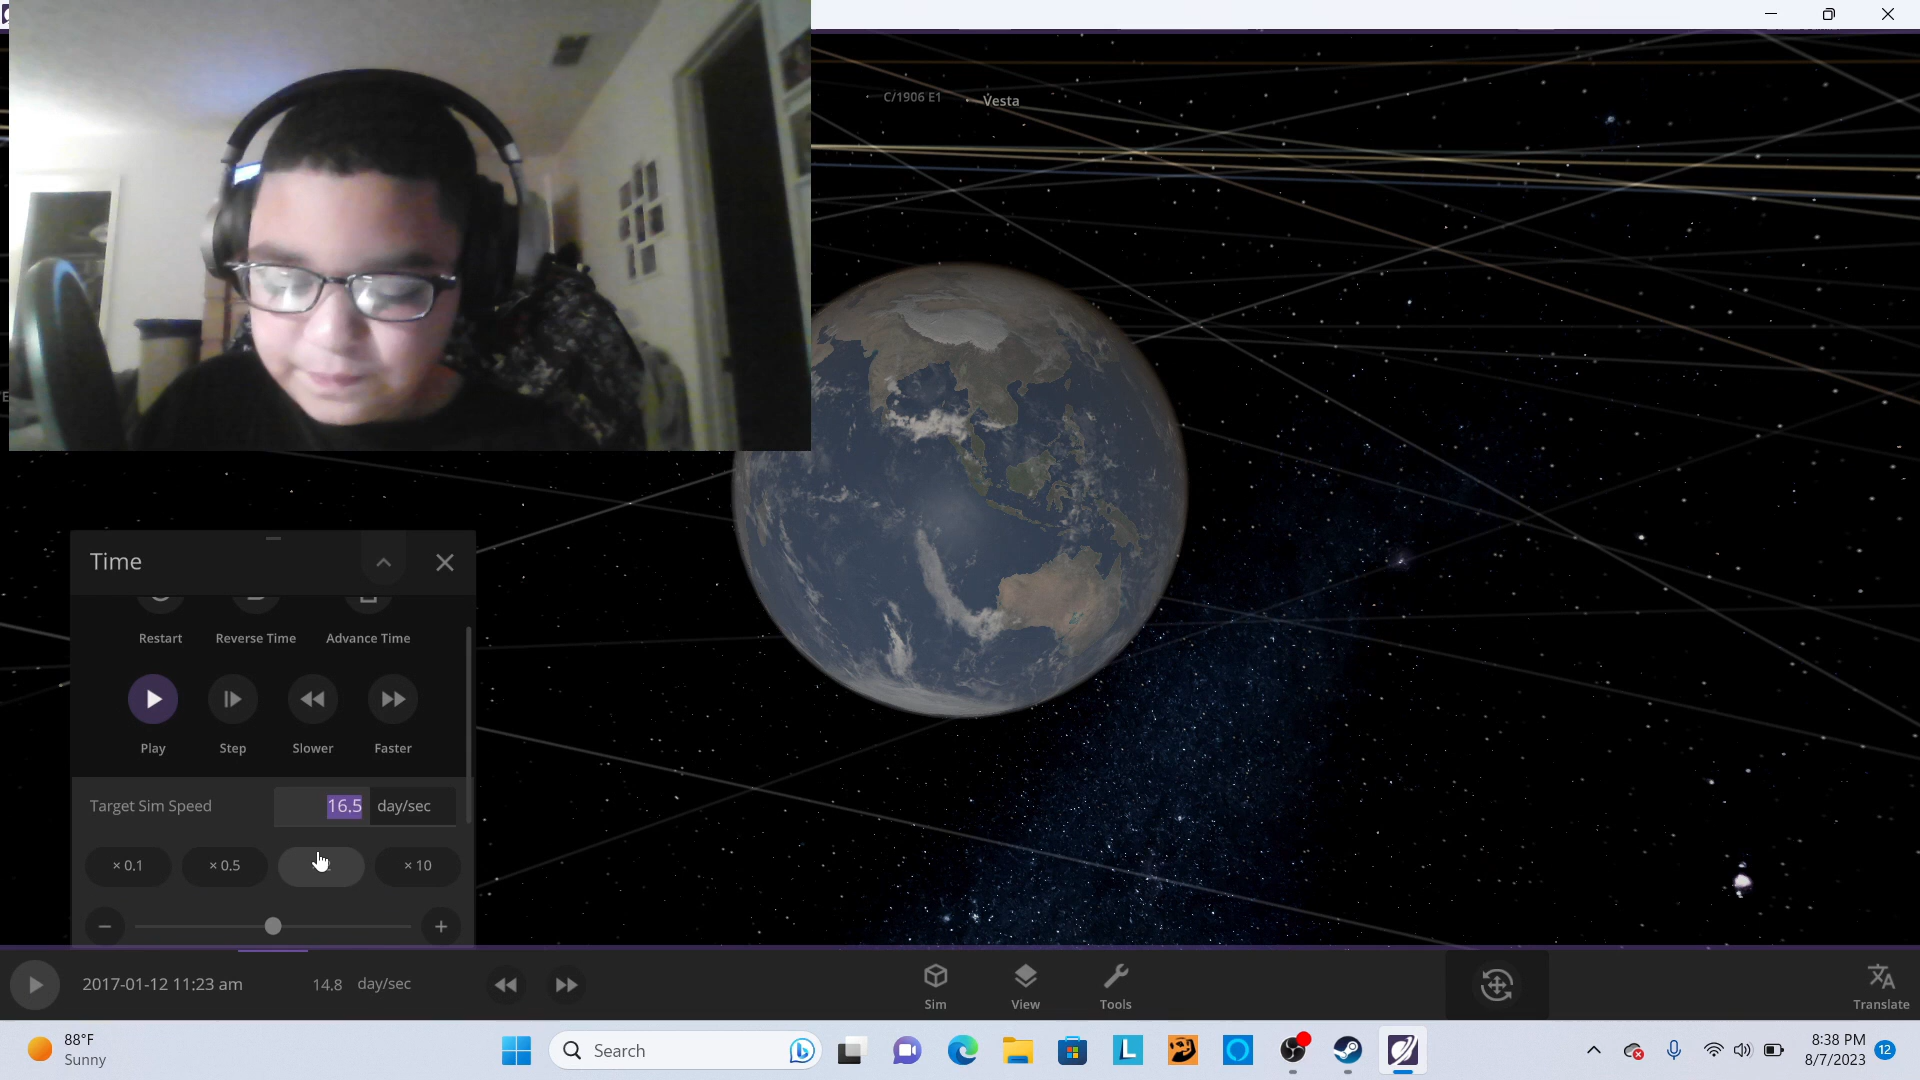 C/1906 E1
Vesta
Time
Restart
Reverse Time
Advance Time
Play
Step
Slower
Faster
Target Sim Speed
16.5
day/sec
× 0.1
× 0.5
× 10
2017-01-12 11:23 am
14.8 day/sec
Sim
View
Tools
Translate
88°F
Sunny
Search
L
8:38 PM
8/7/2023
12